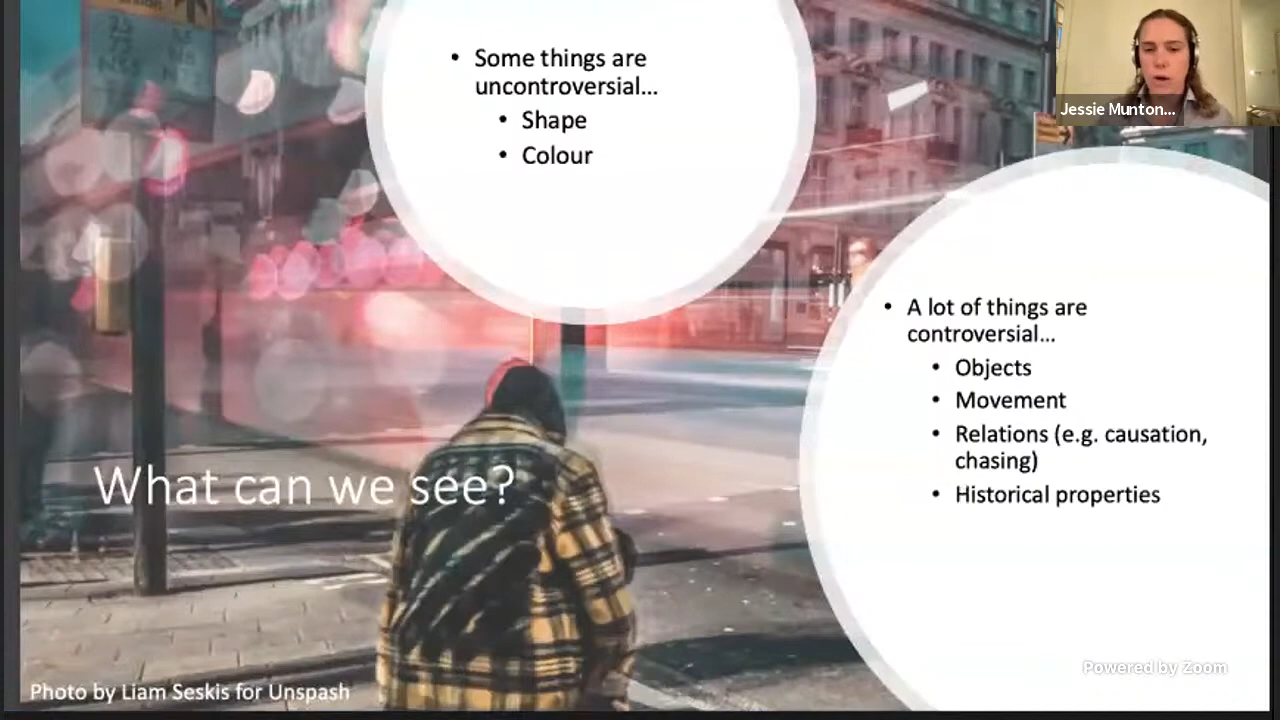 • Some things are
uncontroversial...
• Shape
• Colour
Jessie Munton...
• A lot of things are
controversial...
• Objects
• Movement
• Relations (e.g. causation,
chasing)
• Historical properties
What can we see?
Photo by Liam Seskis for Unspash
Powered by Zoom